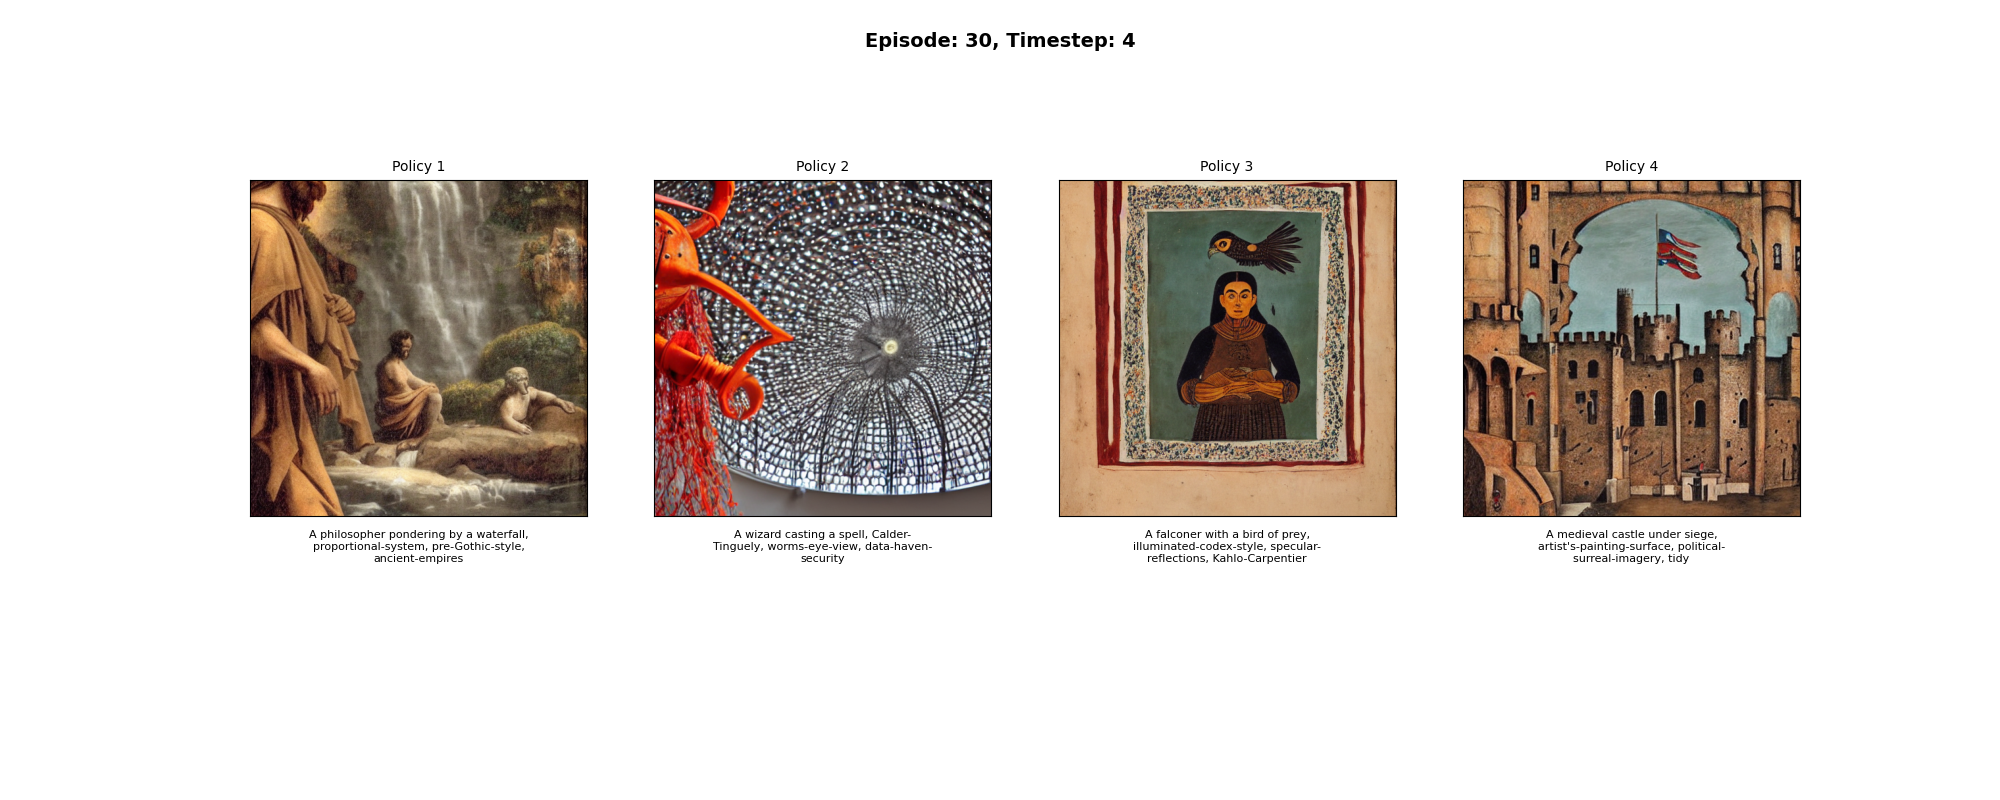 Episode: 30, Timestep: 4
Policy 1
Policy 2
Policy 3
Policy 4
A philosopher pondering by a waterfall,
proportional-system, pre-Gothic-style,
ancient-empires
A wizard casting a spell, Calder-
Tinguely, worms-eye-view, data-haven-
security
A falconer with a bird of prey,
illuminated-codex-style, specular-
reflections, Kahlo-Carpentier
A medieval castle under siege,
artist's-painting-surface, political-
surreal-imagery, tidy